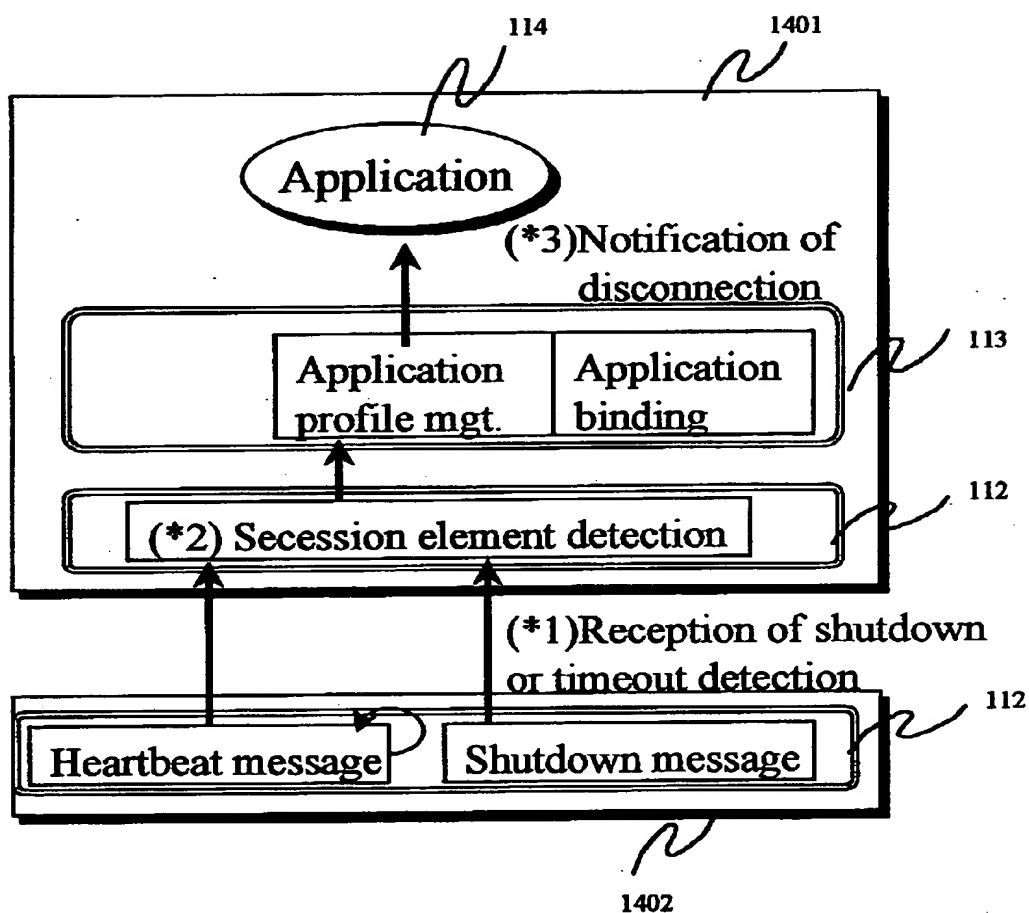 114
1401
Application
(*3)Notification of
disconnection
113
Application
profile mgt.
Application
binding
112
(*2) Secession element detection
(*1)Reception of shutdown
or timeout detection
112
Heartbeat message
Shutdown message
1402